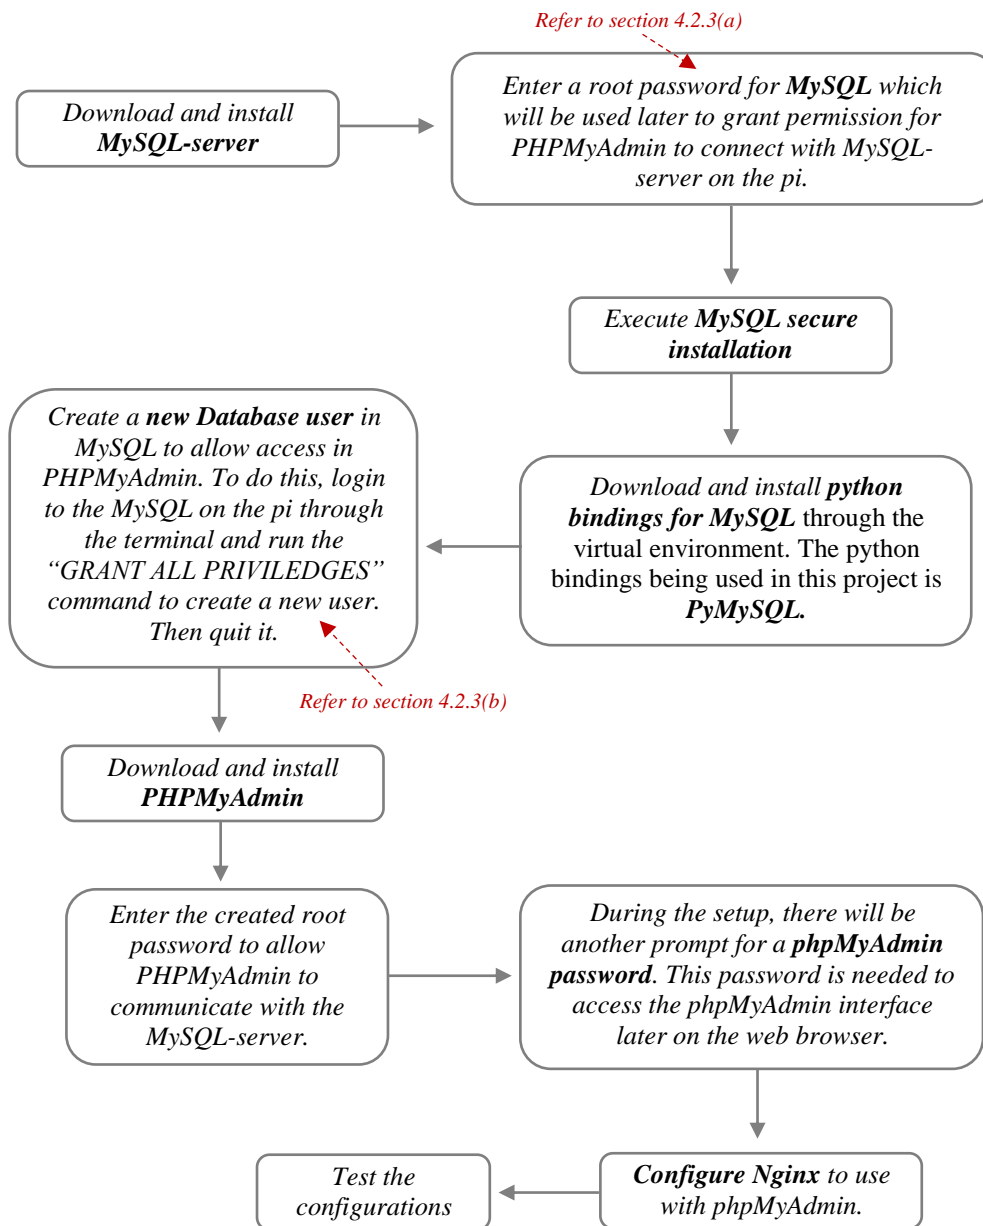 Refer to section 4.2.3(a)
Download and install
MySQL-server
Enter a root password for MySQL which
will be used later to grant permission for
PHPMyAdmin to connect with MySQL-
server on the pi.
Execute MySQL secure
installation
Download and install python
bindings for MySQL through the
virtual environment. The python
bindings being used in this project is
PyMySQL.
Create a new Database user in
MySQL to allow access in
PHPMyAdmin. To do this, login
to the MySQL on the pi through
the terminal and run the
“GRANT ALL PRIVILEDGES”
command to create a new user.
Then quit it.
Refer to section 4.2.3(b)
Download and install
PHPMyAdmin
Enter the created root
password to allow
PHPMyAdmin to
communicate with the
MySQL-server.
During the setup, there will be
another prompt for a phpMyAdmin
password. This password is needed to
access the phpMyAdmin interface
later on the web browser.
Configure Nginx to use
with phpMyAdmin.
Test the
configurations